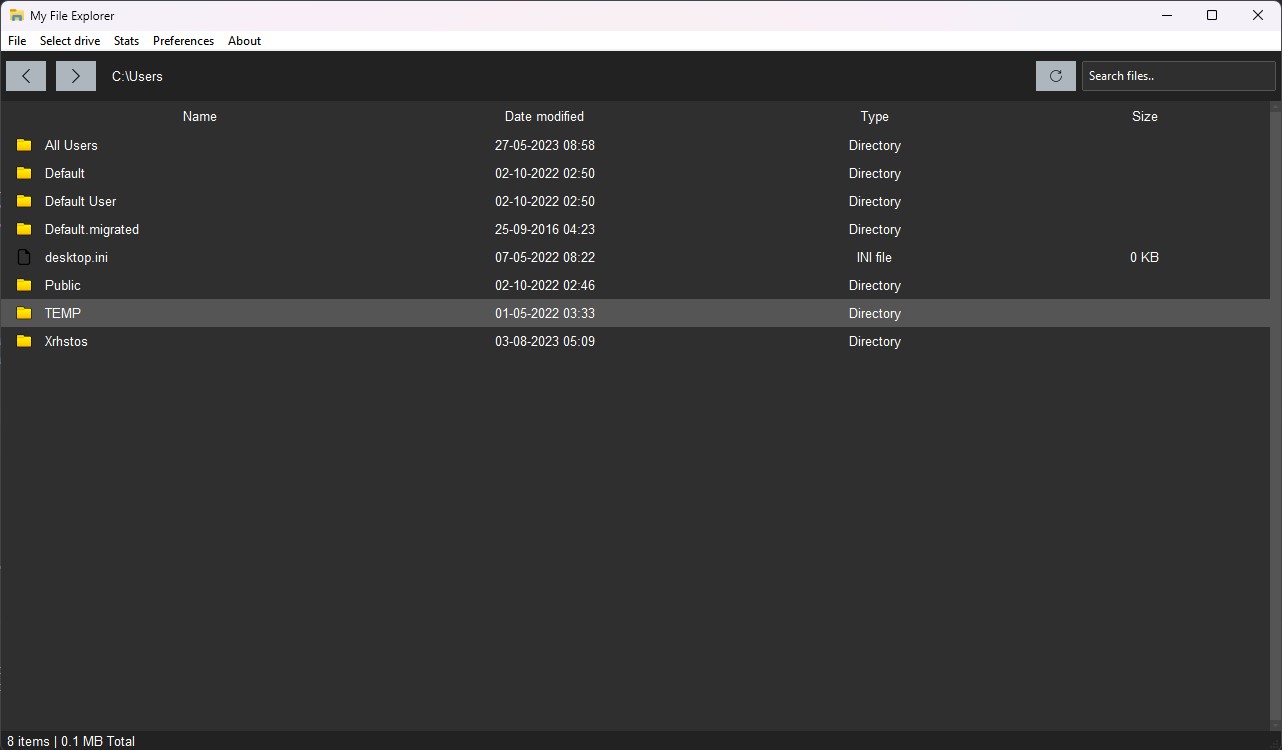 My File Explorer
File Select drive Stats Preferences About
C:\Users Search files..
Name Date modified Type Size
All Users 27-05-2023 08:58 Directory
Default 02-10-2022 02:50 Directory
Default User 02-10-2022 02:50 Directory
Default.migrated 25-09-2016 04:23 Directory
desktop.ini 07-05-2022 08:22 INI file 0 KB
Public 02-10-2022 02:46 Directory
TEMP 01-05-2022 03:33 Directory
Xrhstos 03-08-2023 05:09 Directory
8 items | 0.1 MB Total